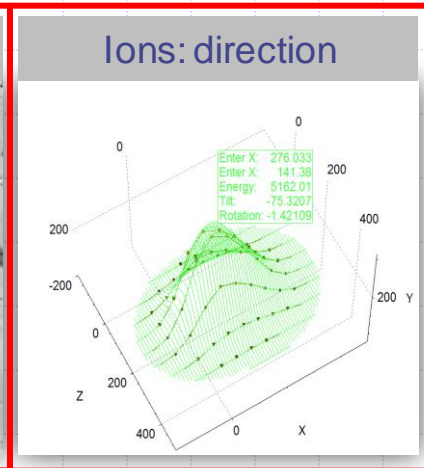 Ions: direction
0
0
Enter X: 276.033
Enter X: 141.38
Energy: 5162.01
Tilt: -75.3207
Rotation: -1.42109
200
200
400
-200
0
200 Y
Z
200
400
0
X